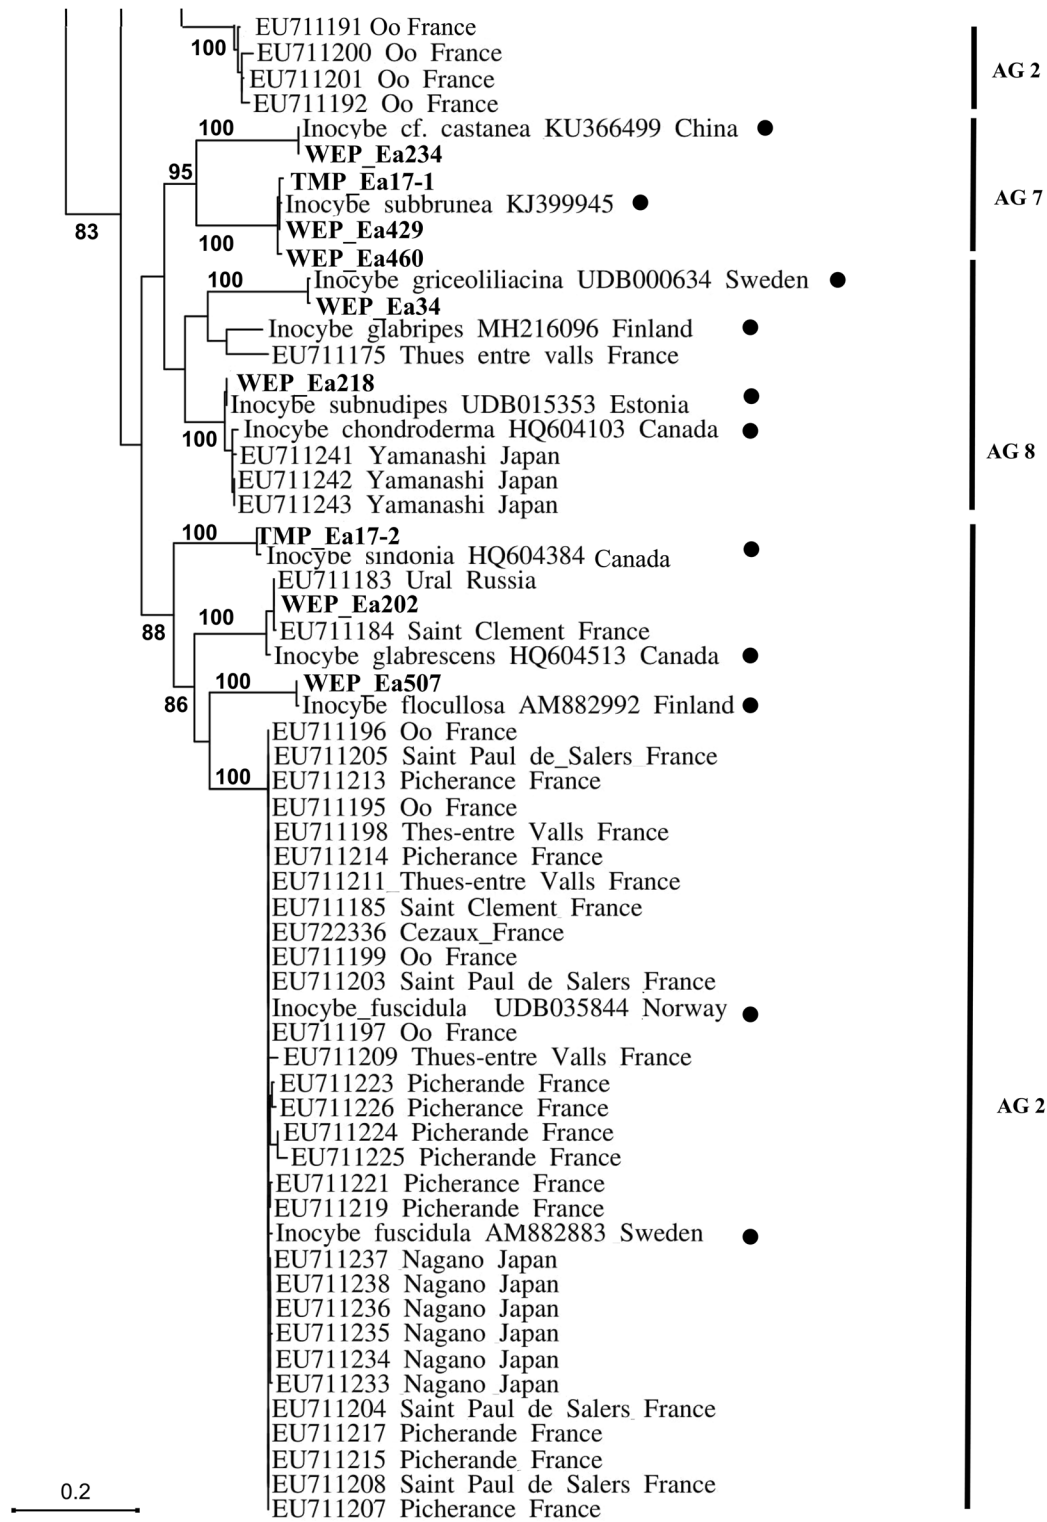 EU711191 Oo France
100
EU711200 Oo France
EU711201 Oo France
AG 2
EU711192 Oo France
100
Inocybe cf. castanea KU366499 China
WEP_Ea234
95
TMP_Ea17-1
AG 7
Inocybe subbrunea KJ399945
83
WEP_Ea429
100
WEP_Ea460
100
Inocybe griceoliliacina UDB000634 Sweden
WEP_Ea34
Inocybe glabripes MH216096 Finland
EU711175 Thues entre valls France
WEP_Ea218
Inocybe subnudipes UDB015353 Estonia
100
Inocybe chondroderma HQ604103 Canada
AG 8
EU711241 Yamanashi Japan
EU711242 Yamanashi Japan
EU711243 Yamanashi Japan
100
TMP_Ea17-2
Inocybe sindonia HQ604384 Canada
EU711183 Ural Russia
WEP_Ea202
100
88
EU711184 Saint Clement France
Inocybe glabrescens HQ604513 Canada
100
WEP_Ea507
86
Inocybe flocullosa AM882992 Finland
EU711196 Oo France
EU711205 Saint Paul de_Salers France
100
EU711213 Picherance France
EU711195 Oo France
EU711198 Thes-entre Valls France
EU711214 Picherance France
EU711211 Thues-entre Valls France
EU711185 Saint Clement France
EU722336 Cezaux_France
EU711199 Oo France
EU711203 Saint Paul de Salers France
Inocybe_fuscidula UDB035844 Norway
EU711197 Oo France
EU711209 Thues-entre Valls France
EU711223 Picherande France
EU711226 Picherance France
AG 2
EU711224 Picherande France
EU711225 Picherande France
EU711221 Picherance France
EU711219 Picherande France
Inocybe fuscidula AM882883 Sweden
EU711237 Nagano Japan
EU711238 Nagano Japan
EU711236 Nagano Japan
EU711235 Nagano Japan
EU711234 Nagano Japan
EU711233 Nagano Japan
EU711204 Saint Paul de Salers France
EU711217 Picherande France
EU711215 Picherande France
EU711208 Saint Paul de Salers France
0.2
EU711207 Picherance France